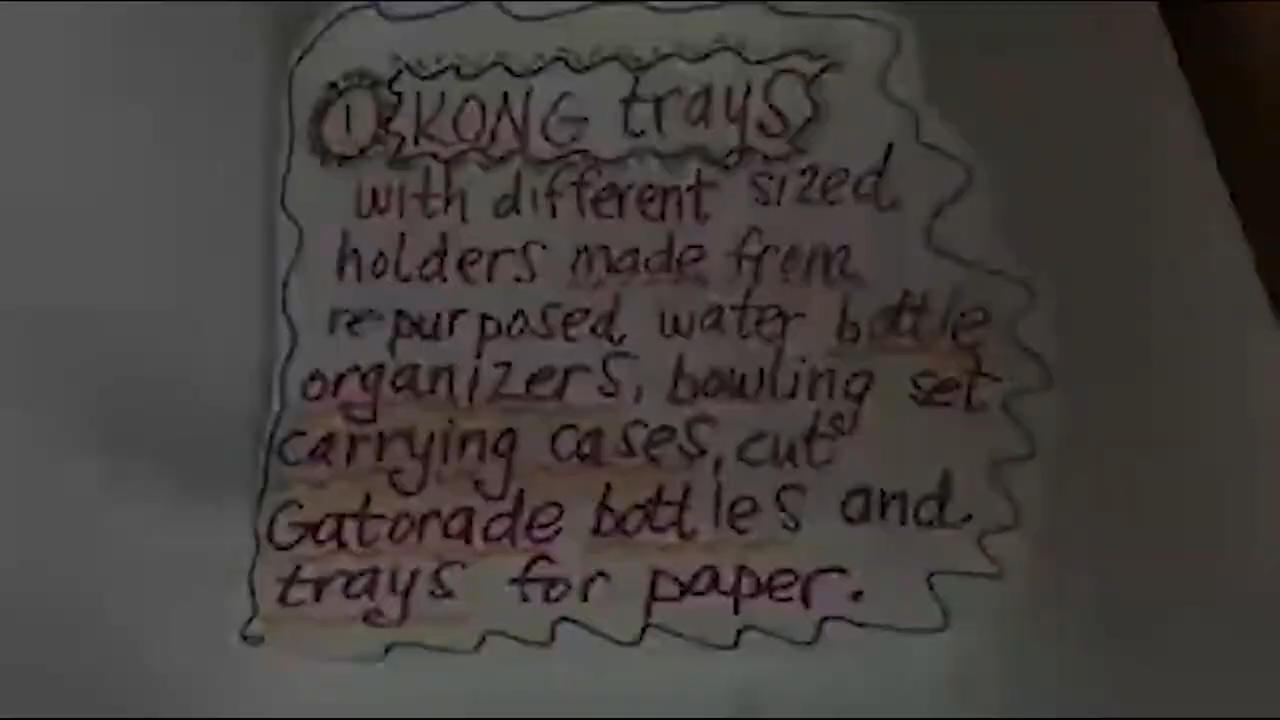 1 KONG trays
with different sized
holders made from
repurposed water bottle
organizers, bowling set
carrying cases, cut
Gatorade bottles and
trays for paper.